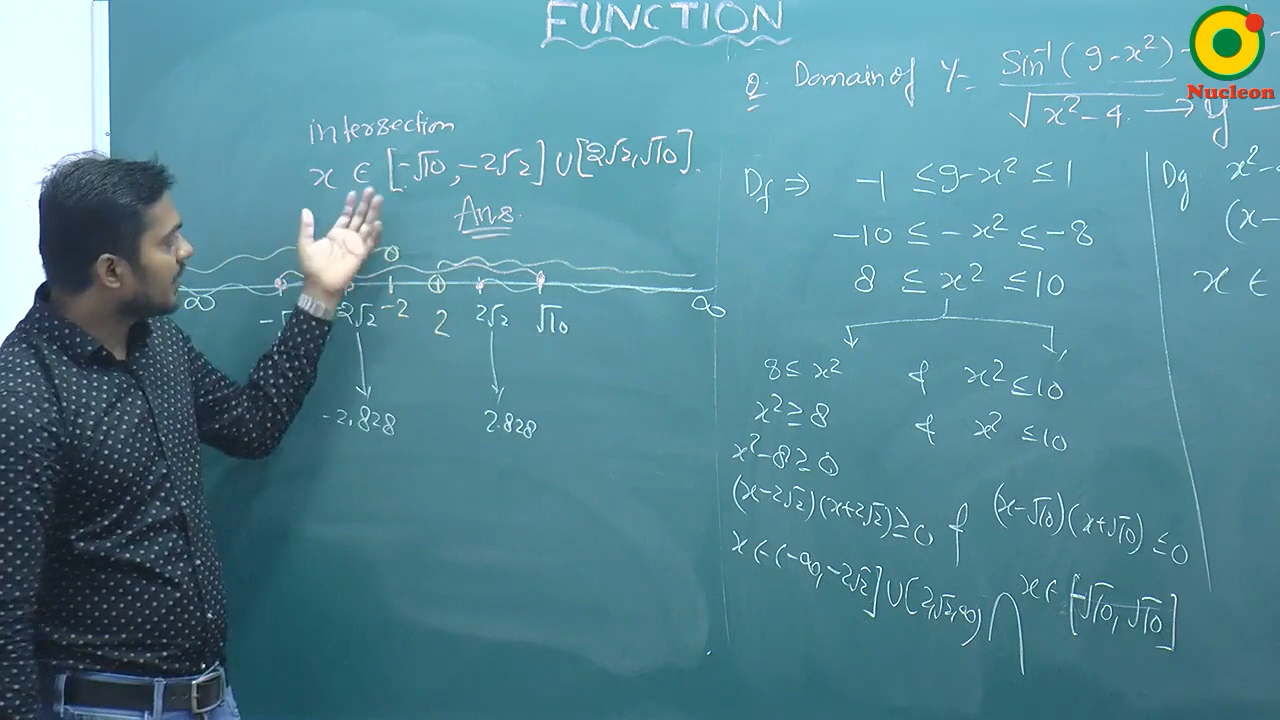 FUNCTION
Nucleon
Q. Domain of Y = Sin⁻¹(9-x²) → f
√x²-4 → y
intersection
x ∈ [-√10, -2√2] ∪ [2√2, √10].
Ans.
∞ -2√2 -2 2 2√2 √10 ∞
-2.828 2.828
Df ⇒ -1 ≤ 9-x² ≤ 1
-10 ≤ -x² ≤ -8
8 ≤ x² ≤ 10
8 ≤ x² & x² ≤ 10
x² ≥ 8 & x² ≤ 10
x²-8 ≥ 0
(x-2√2)(x+2√2) ≥ 0 & (x-√10)(x+√10) ≤ 0
x ∈ (-∞, -2√2] ∪ [2√2, ∞) ∩ x ∈ [-√10, √10]
Dg x²-
(x-
x ∈